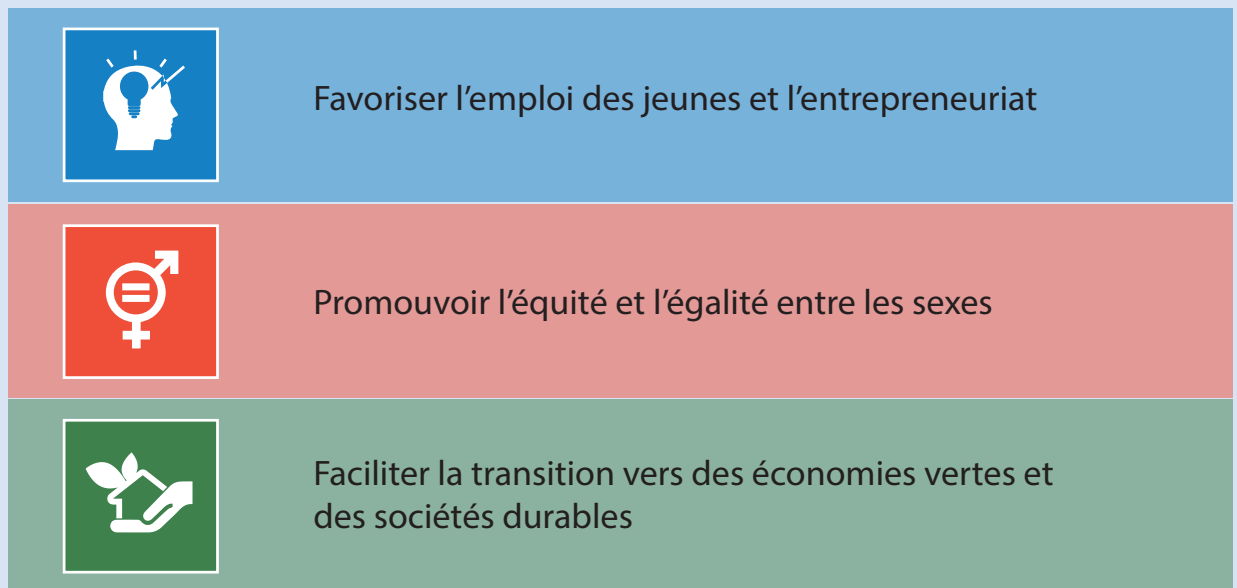 Favoriser l’emploi des jeunes et l’entrepreneuriat
Promouvoir l’équité et l’égalité entre les sexes
Faciliter la transition vers des économies vertes et
des sociétés durables